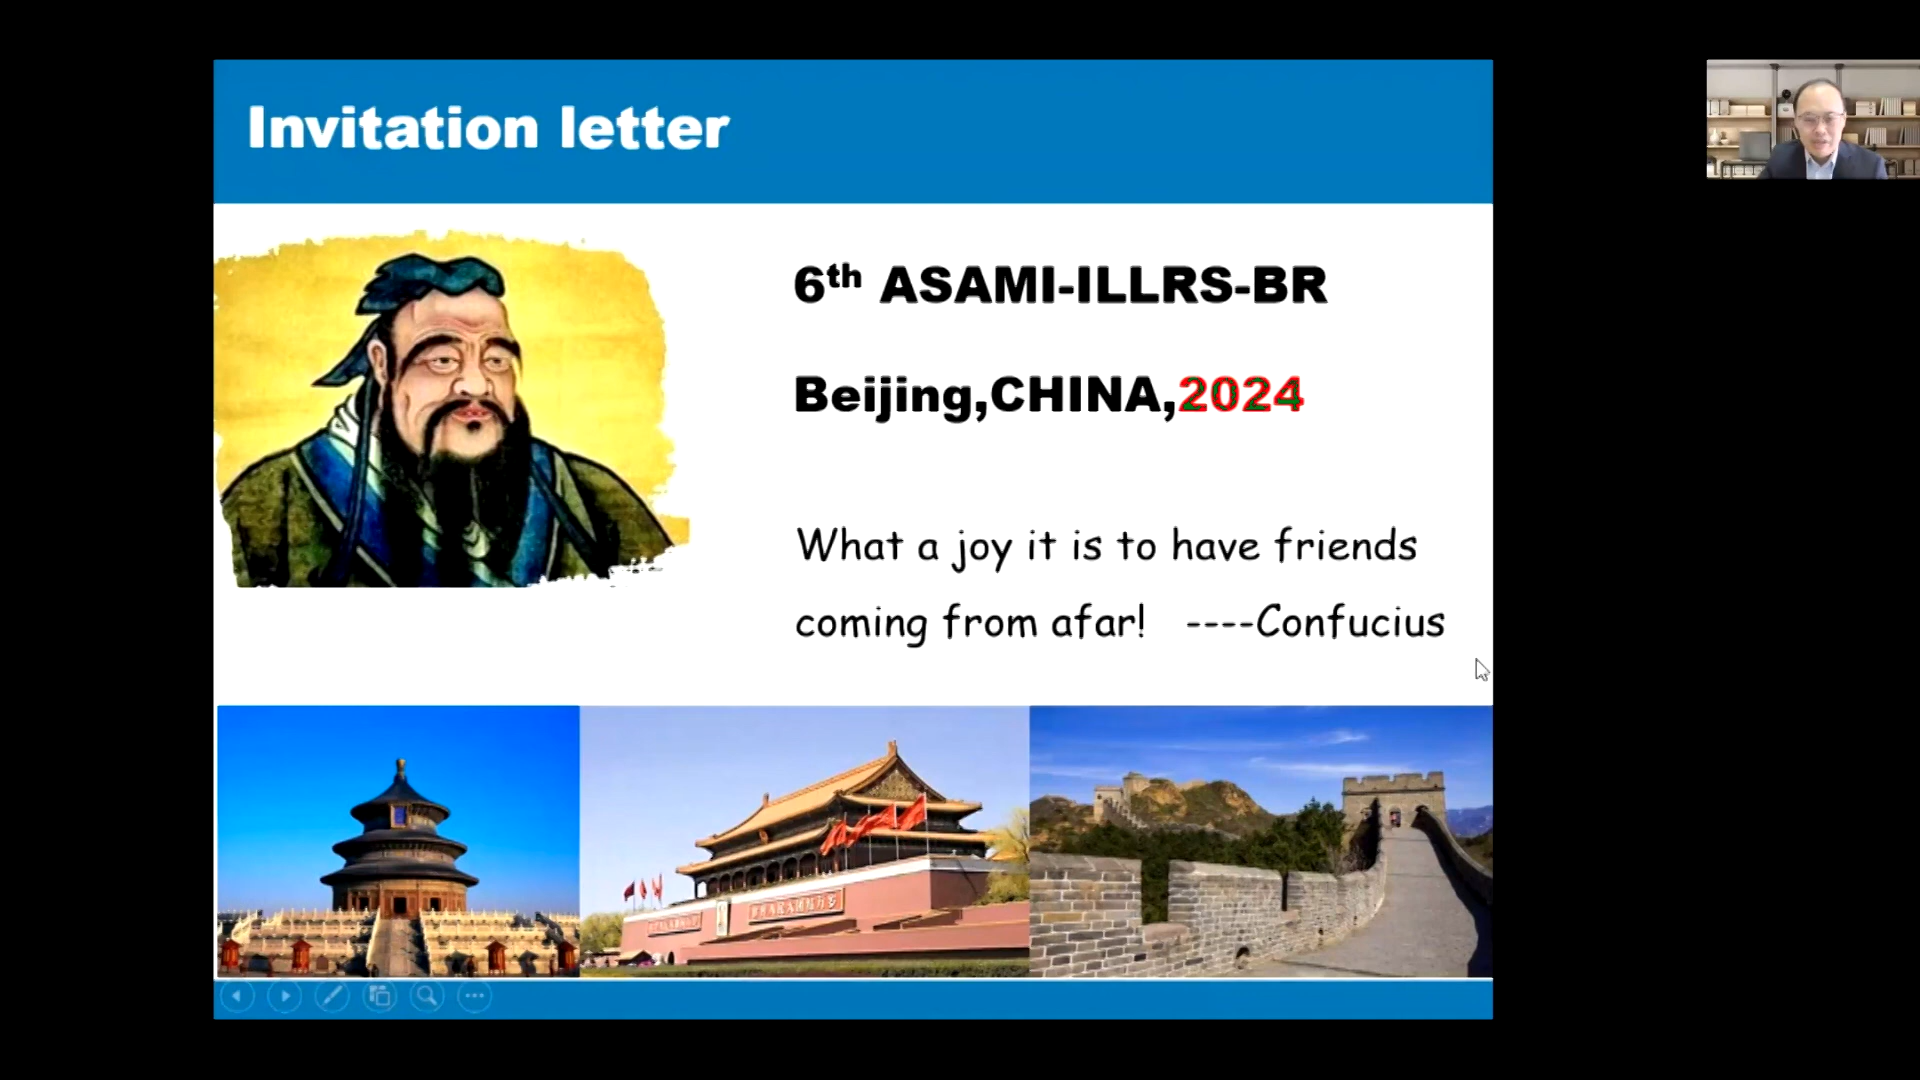 Invitation letter
6th ASAMI-ILLRS-BR
Beijing,CHINA,2024
What a joy it is to have friends
coming from afar! ----Confucius